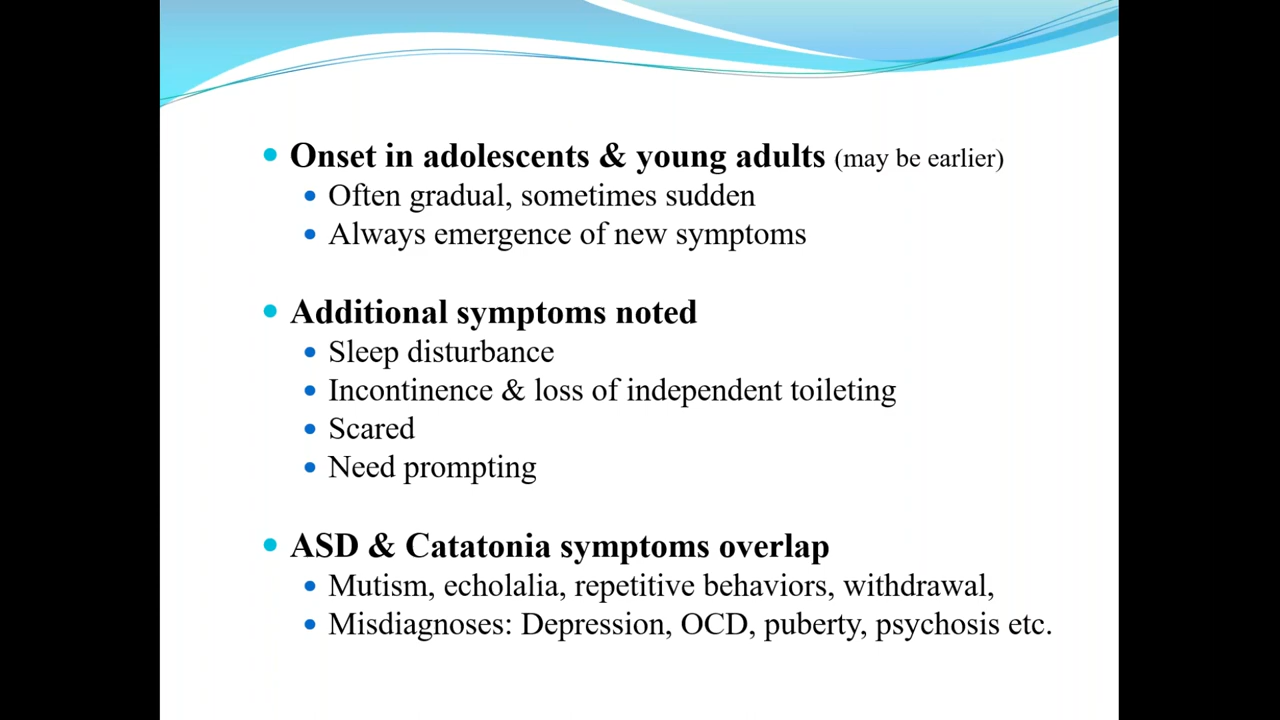 Onset in adolescents & young adults (may be earlier)
Often gradual, sometimes sudden
Always emergence of new symptoms
Additional symptoms noted
Sleep disturbance
Incontinence & loss of independent toileting
Scared
Need prompting
ASD & Catatonia symptoms overlap
Mutism, echolalia, repetitive behaviors, withdrawal,
Misdiagnoses: Depression, OCD, puberty, psychosis etc.